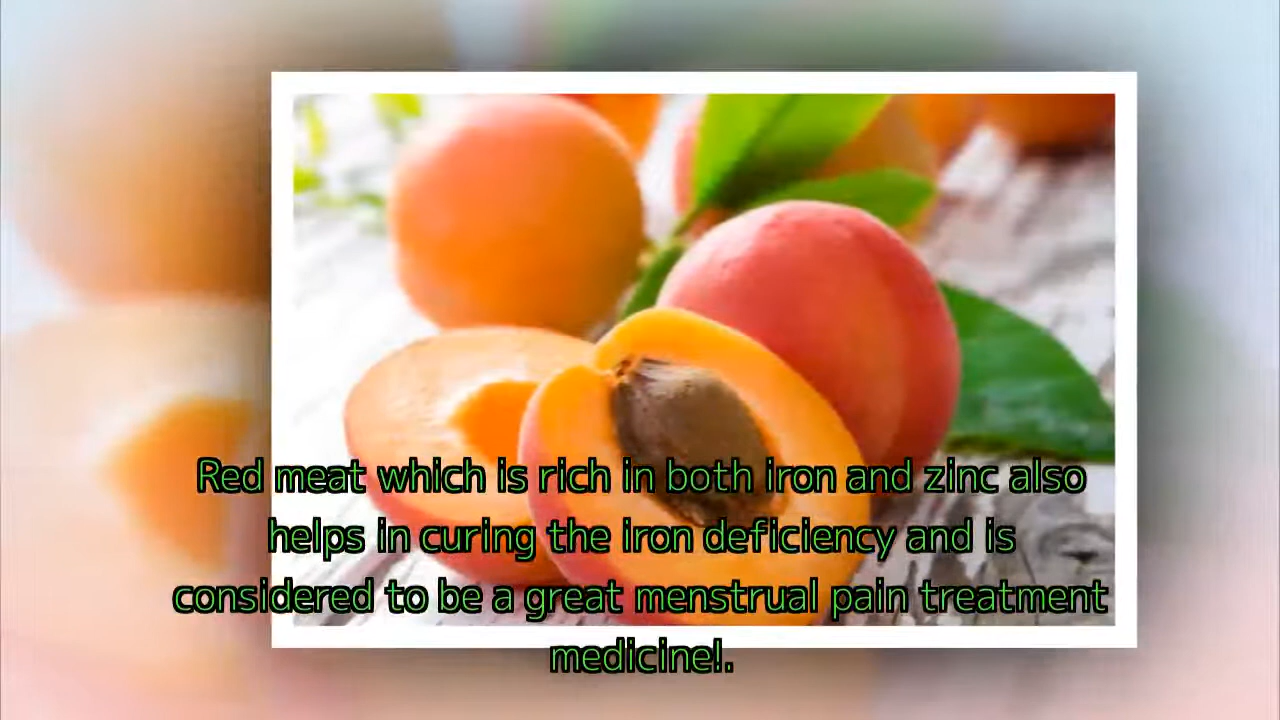 Red meat which is rich in both iron and zinc also
helps in curing the iron deficiency and is
considered to be a great menstrual pain treatment
medicine!.